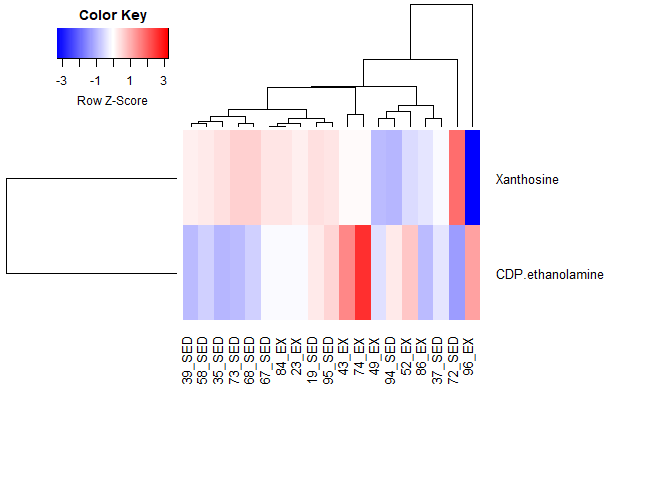 Color Key
-3 -1 1 3
Row Z-Score
Xanthosine
CDP.ethanolamine
39_SED
58_SED
35_SED
73_SED
68_SED
67_SED
84_EX
23_EX
19_SED
95_SED
43_EX
74_EX
49_EX
94_SED
52_EX
86_EX
37_SED
72_SED
96_EX